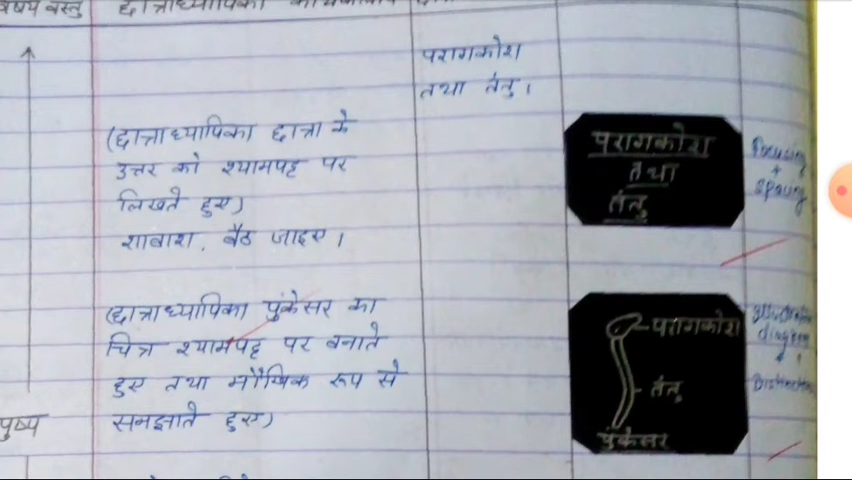 विषय वस्तु छात्राध्यापिका
परागकोश
तथा तंतु।
(छात्राध्यापिका छात्रा के
उत्तर को श्यामपट्ट पर
लिखते हुए)
शाबाश, बैठ जाइए।
परागकोश
तथा
तंतु
Focusing
+
Spacing
(छात्राध्यापिका पुंकेसर का
चित्र श्यामपट्ट पर बनाते
हुए तथा मौखिक रूप से
समझाते हुए)
पुष्प
परागकोश
तंतु
पुंकेसर
diagram